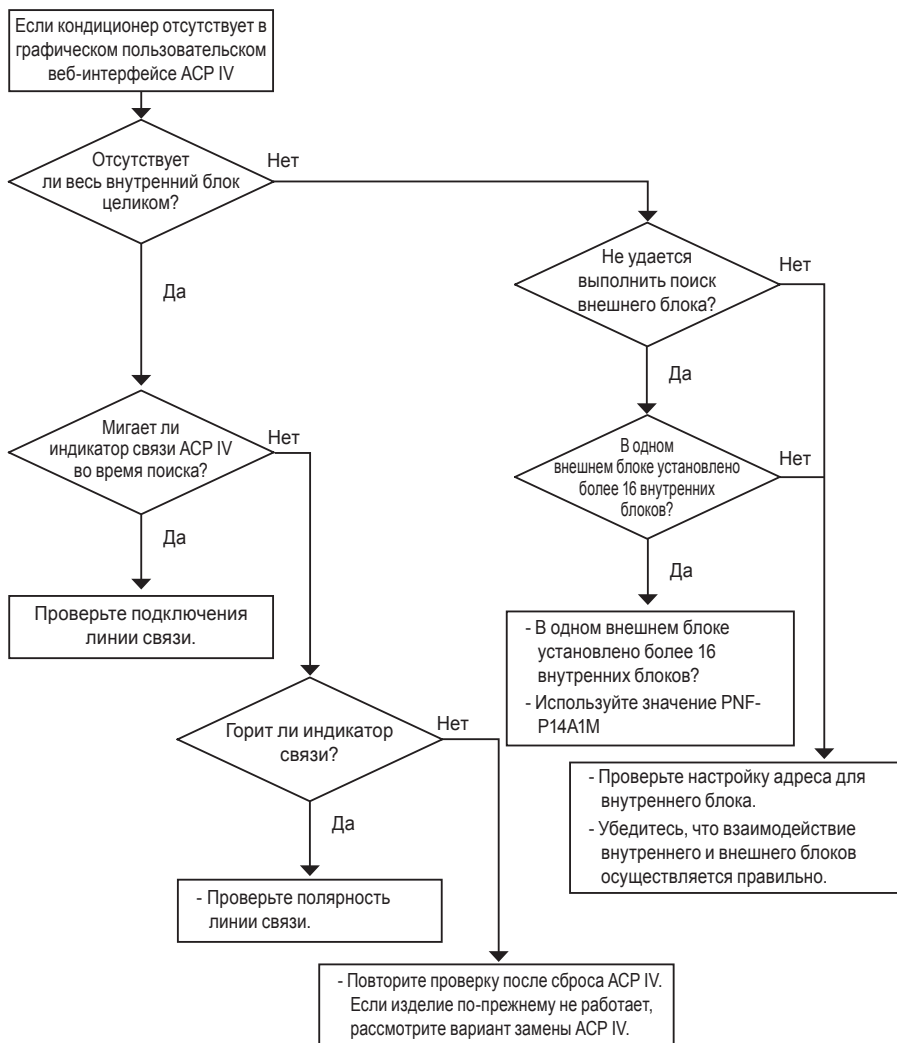 Если кондиционер отсутствует в
графическом пользовательском
веб-интерфейсе ACP IV
Отсутствует
ли весь внутренний блок
целиком?
Нет
Да
Не удается
выполнить поиск
внешнего блока?
Нет
Да
Мигает ли
индикатор связи ACP IV
во время поиска?
Нет
Да
В одном
внешнем блоке установлено
более 16 внутренних
блоков?
Нет
Да
Проверьте подключения
линии связи.
- В одном внешнем блоке
установлено более 16
внутренних блоков?
- Используйте значение PNF-
P14A1M
Горит ли индикатор
связи?
Нет
Да
- Проверьте настройку адреса для
внутреннего блока.
- Убедитесь, что взаимодействие
внутреннего и внешнего блоков
осуществляется правильно.
- Проверьте полярность
линии связи.
- Повторите проверку после сброса ACP IV.
Если изделие по-прежнему не работает,
рассмотрите вариант замены ACP IV.